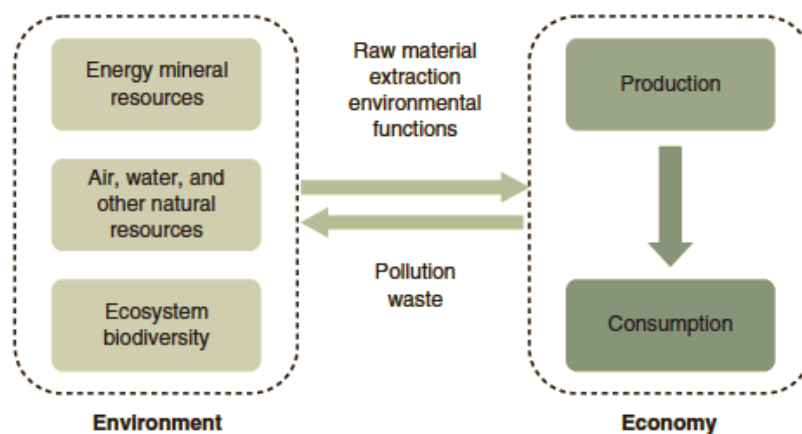 Energy mineral
resources
Air, water, and
other natural
resources
Ecosystem
biodiversity
Environment
Raw material
extraction
environmental
functions
Pollution
waste
Production
Consumption
Economy